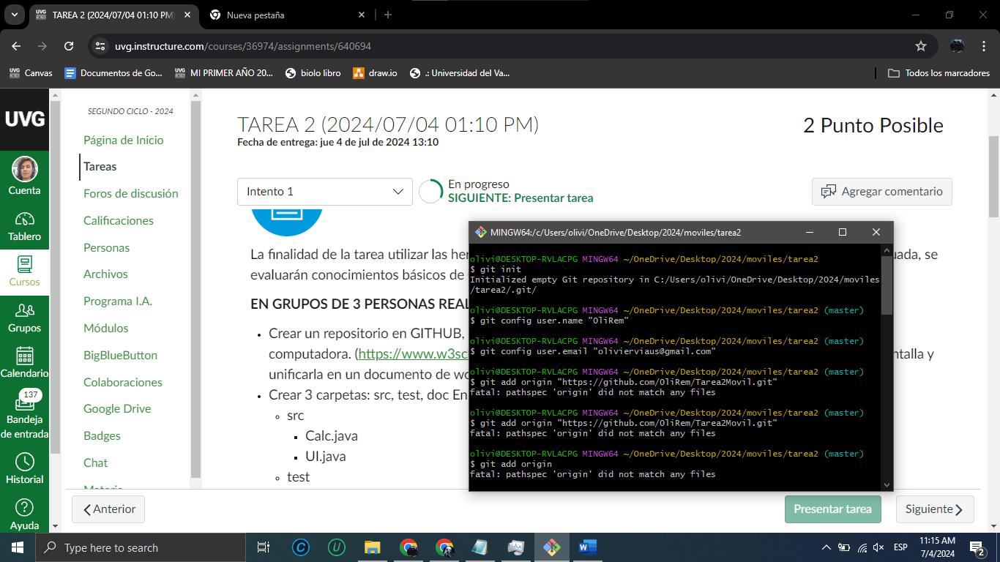 TAREA 2 (2024/07/04 01:10 PM)
Nueva pestaña
uvg.instructure.com/courses/36974/assignments/640694
UVG Canvas
Documentos de Go...
UVG MI PRIMER AÑO 20...
biolo libro
draw.io
.: Universidad del Va...
Todos los marcadores
UVG
Cuenta
Tablero
Cursos
Grupos
Calendario
137
Bandeja
de entrada
Historial
Ayuda
SEGUNDO CICLO - 2024
Página de Inicio
Tareas
Foros de discusión
Calificaciones
Personas
Archivos
Programa I.A.
Módulos
BigBlueButton
Colaboraciones
Google Drive
Badges
Chat
TAREA 2 (2024/07/04 01:10 PM)
Fecha de entrega: jue 4 de jul de 2024 13:10
2 Punto Posible
Intento 1
En progreso
SIGUIENTE: Presentar tarea
Agregar comentario
La finalidad de la tarea utilizar las her
uada, se
evaluarán conocimientos básicos de
EN GRUPOS DE 3 PERSONAS REAL
Crear un repositorio en GITHUB,
computadora. (https://www.w3sc
ntalla y
unificarla en un documento de wo
Crear 3 carpetas: src, test, doc En
src
Calc.java
UI.java
test
MINGW64:/c/Users/olivi/OneDrive/Desktop/2024/moviles/tarea2
olivi@DESKTOP-RVLACPG MINGW64 ~/OneDrive/Desktop/2024/moviles/tarea2
$ git init
Initialized empty Git repository in C:/Users/olivi/OneDrive/Desktop/2024/moviles
/tarea2/.git/
olivi@DESKTOP-RVLACPG MINGW64 ~/OneDrive/Desktop/2024/moviles/tarea2 (master)
$ git config user.name "OliRem"
olivi@DESKTOP-RVLACPG MINGW64 ~/OneDrive/Desktop/2024/moviles/tarea2 (master)
$ git config user.email "olivierviaus@gmail.com"
olivi@DESKTOP-RVLACPG MINGW64 ~/OneDrive/Desktop/2024/moviles/tarea2 (master)
$ git add origin "https://github.com/OliRem/Tarea2Movil.git"
fatal: pathspec 'origin' did not match any files
olivi@DESKTOP-RVLACPG MINGW64 ~/OneDrive/Desktop/2024/moviles/tarea2 (master)
$ git add origin "https://github.com/OliRem/Tarea2Movil.git"
fatal: pathspec 'origin' did not match any files
olivi@DESKTOP-RVLACPG MINGW64 ~/OneDrive/Desktop/2024/moviles/tarea2 (master)
$ git add origin
fatal: pathspec 'origin' did not match any files
Anterior
Presentar tarea
Siguiente
Type here to search
ESP
11:15 AM
7/4/2024
2